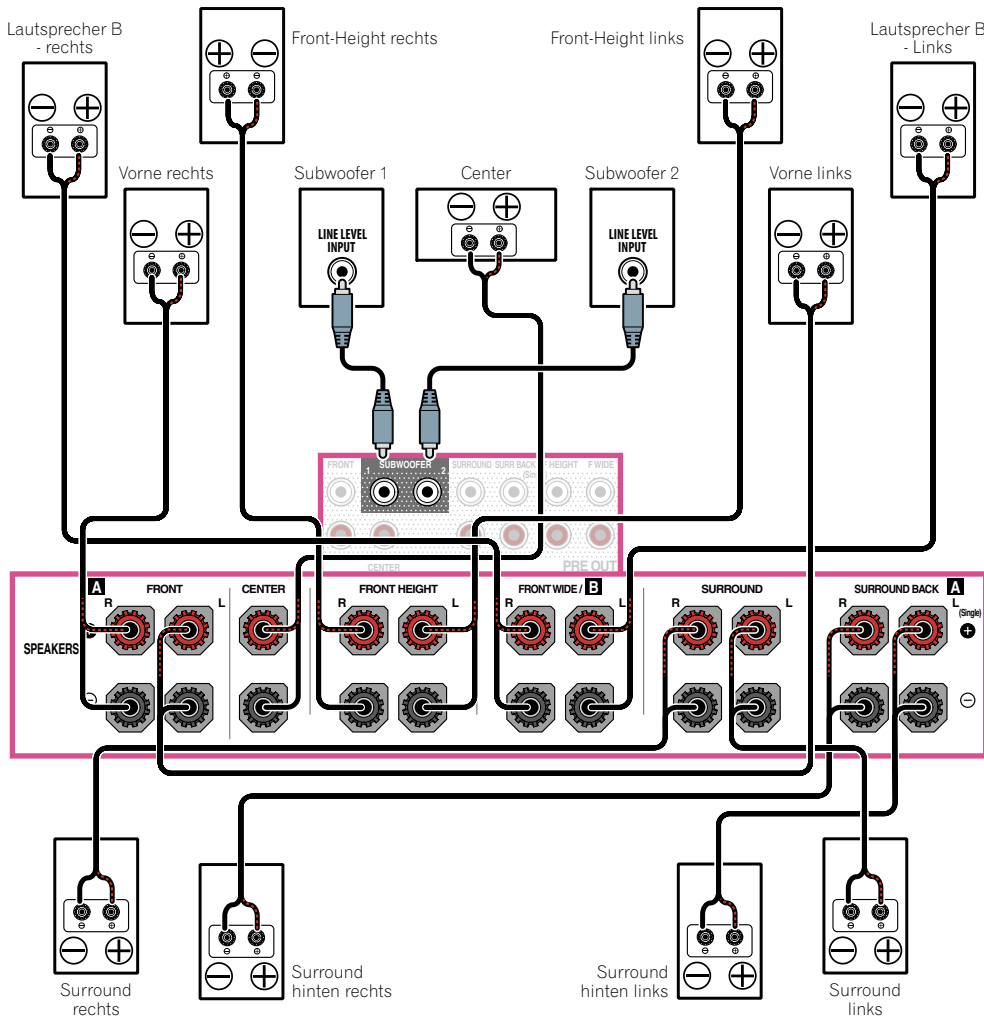 Lautsprecher B
- rechts
Front-Height rechts
Front-Height links
Lautsprecher B
- Links
Vorne rechts
Subwoofer 1
Center
Subwoofer 2
Vorne links
LINE LEVEL
INPUT
LINE LEVEL
INPUT
FRONT
SUBWOOFER
SURROUND
SURR BACK
HEIGHT
F WIDE
1
2
CENTER
PRE OUT
A
FRONT
CENTER
FRONT HEIGHT
FRONT WIDE / B
SURROUND
SURROUND BACK A
R
L
R
L
R
L
R
L
R
L
(Single)
SPEAKERS
Surround
rechts
Surround
hinten rechts
Surround
hinten links
Surround
links